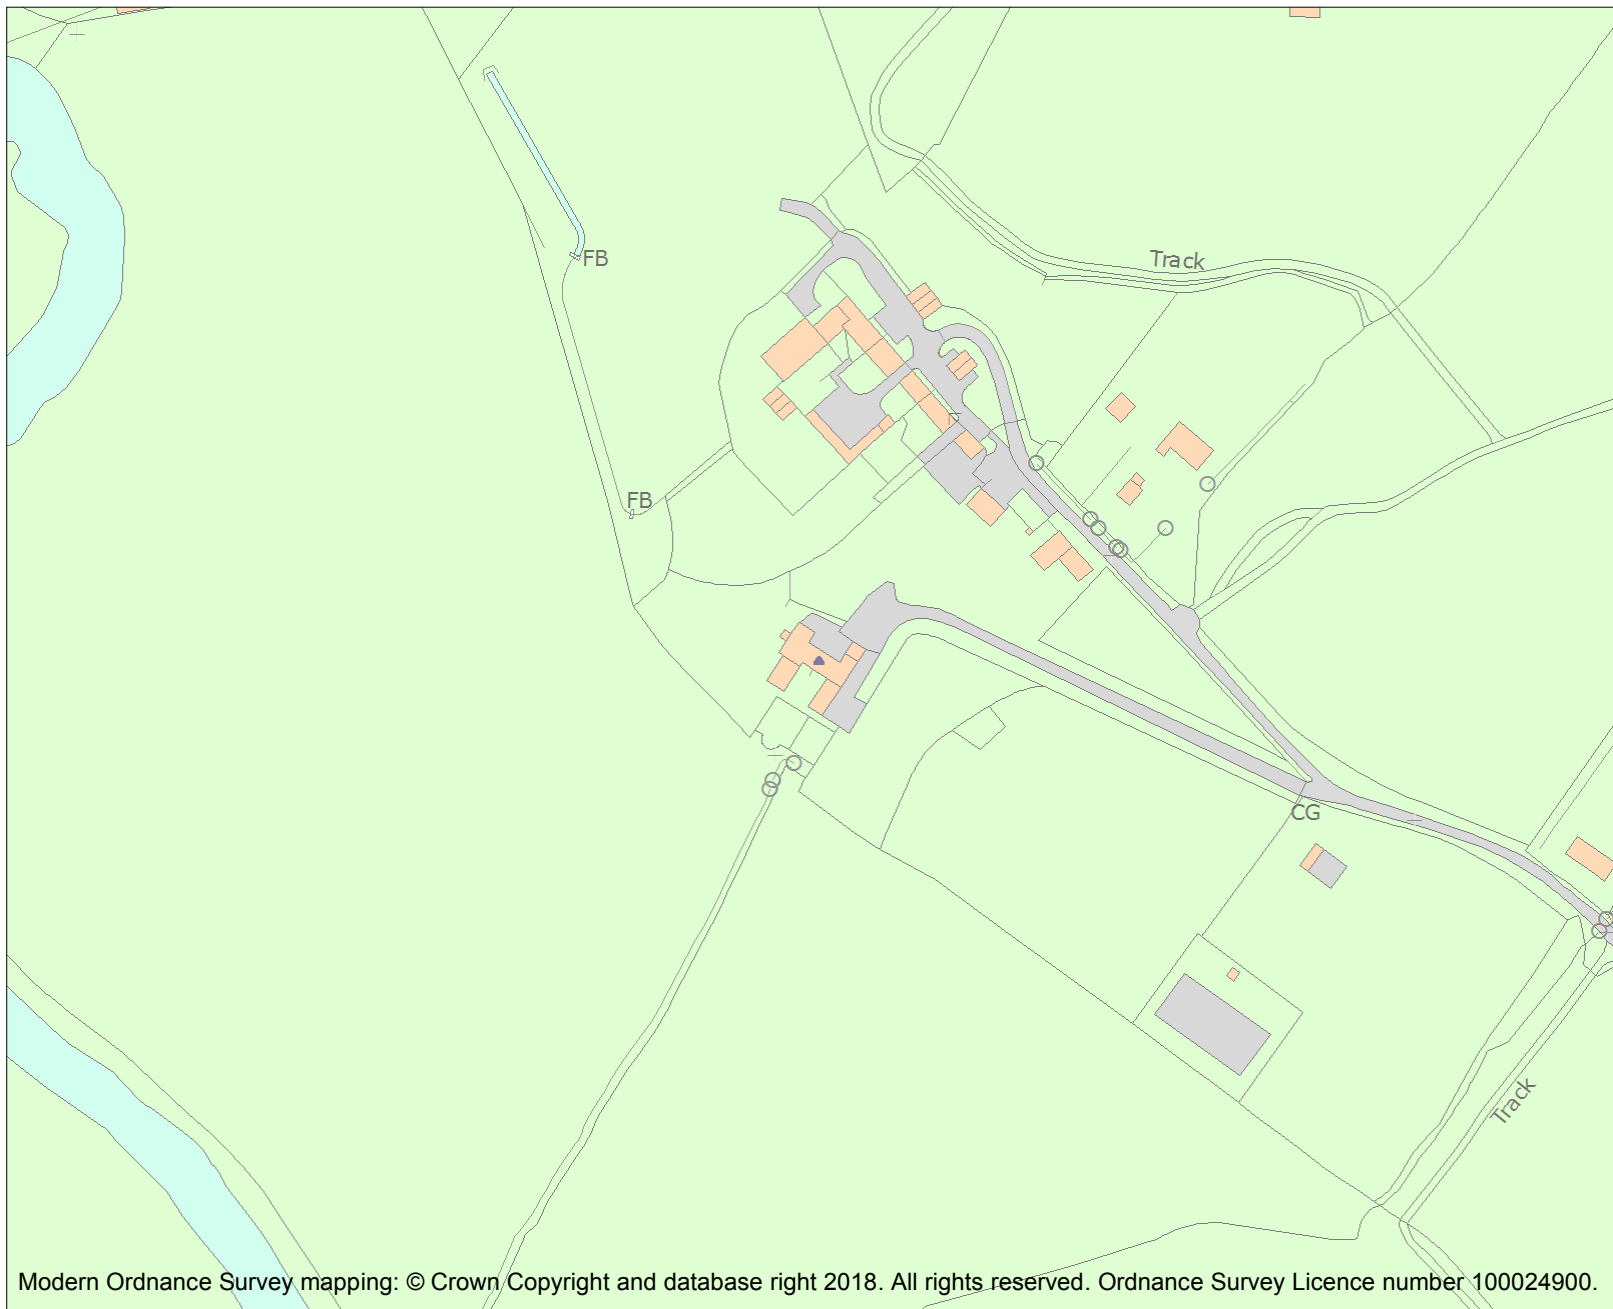 FB
Track
FB
CG
Track
Modern Ordnance Survey mapping: © Crown Copyright and database right 2018. All rights reserved. Ordnance Survey Licence number 100024900.